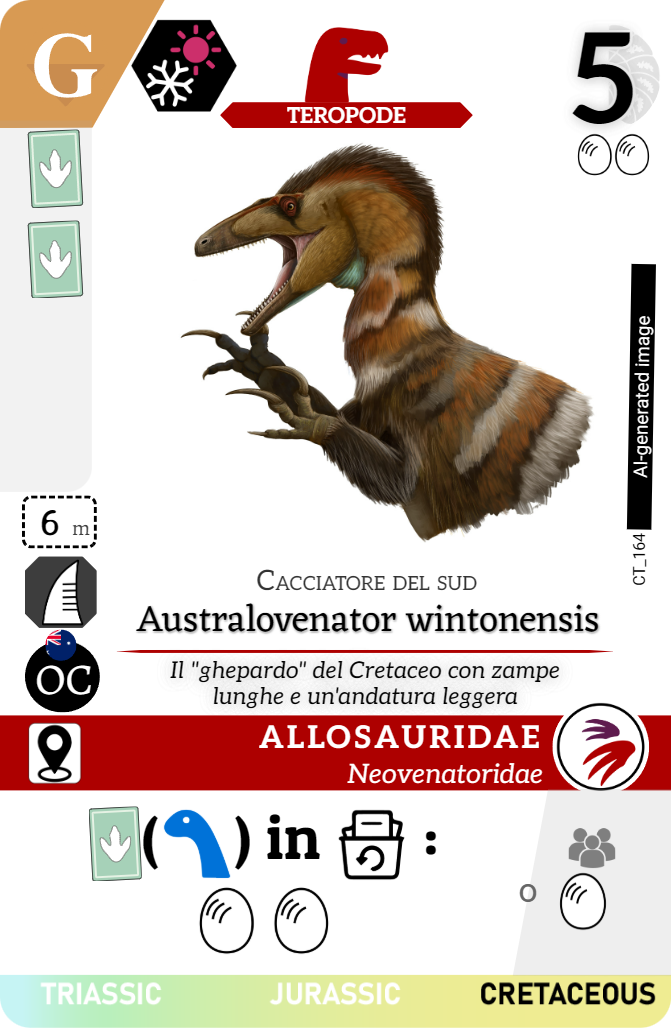 G
TEROPODE
5
AI-generated image
CT_164
6 m
CACCIATORE DEL SUD
Australovenator wintonensis
OC
Il "ghepardo" del Cretaceo con zampe
lunghe e un'andatura leggera
ALLOSAURIDAE
Neovenatoridae
( ) in :
o
TRIASSIC JURASSIC CRETACEOUS